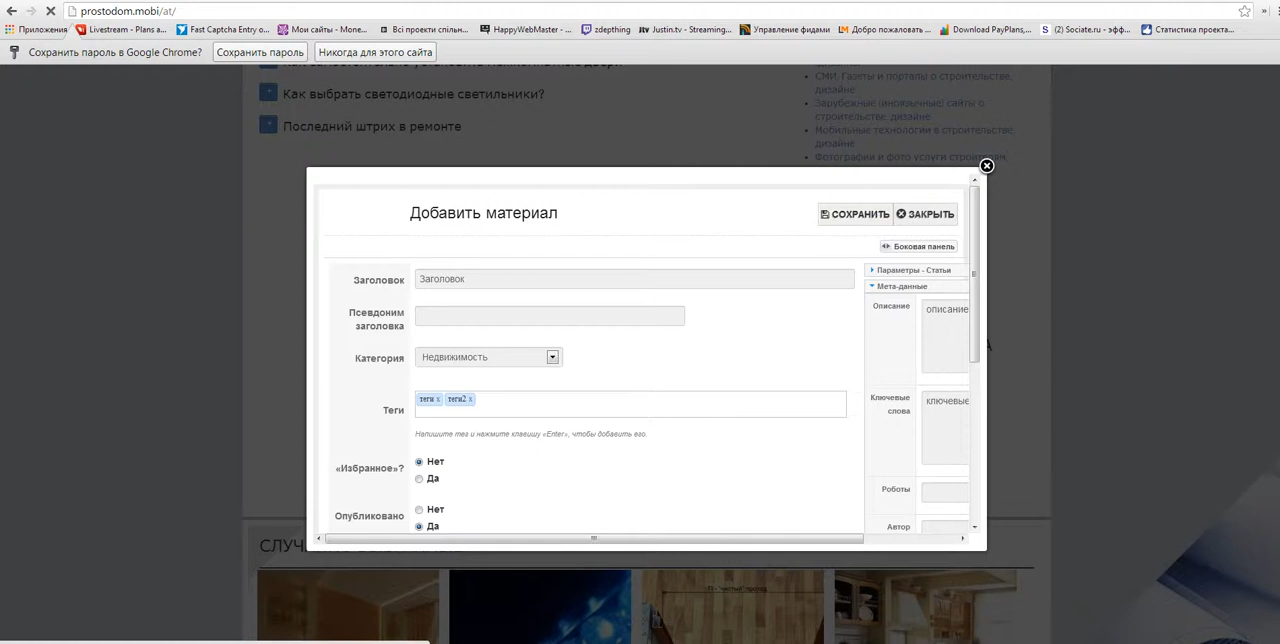 prostodom.mobi/at/
Приложения Livestream - Plans a... Fast Captcha Entry o... Мои сайты - Mone... Всі проекти спільн... HappyWebMaster - ... zdepthing Justin.tv - Streaming... Управление фидами Добро пожаловать ... Download PayPlans,... (2) Sociate.ru - эфф... Статистика проекта...
Сохранить пароль в Google Chrome? Сохранить пароль Никогда для этого сайта
СМИ, Газеты и порталы о строительстве,
дизайне
Как выбрать светодиодные светильники?
Зарубежные (иноязычные) сайты о
строительстве, дизайне
Последний штрих в ремонте
Мобильные технологии в строительстве,
дизайне
Фотографии и фото услуги строителям,
Добавить материал
СОХРАНИТЬ ЗАКРЫТЬ
Боковая панель
Заголовок Заголовок
Псевдоним
заголовка
Категория Недвижимость
Теги теги x теги2 x
Напишите тег и нажмите клавишу «Enter», чтобы добавить его.
«Избранное»? Нет
Да
Опубликовано Нет
Да
Параметры - Статьи
Мета-данные
Описание описание
Ключевые
слова
ключевые
Роботы
Автор